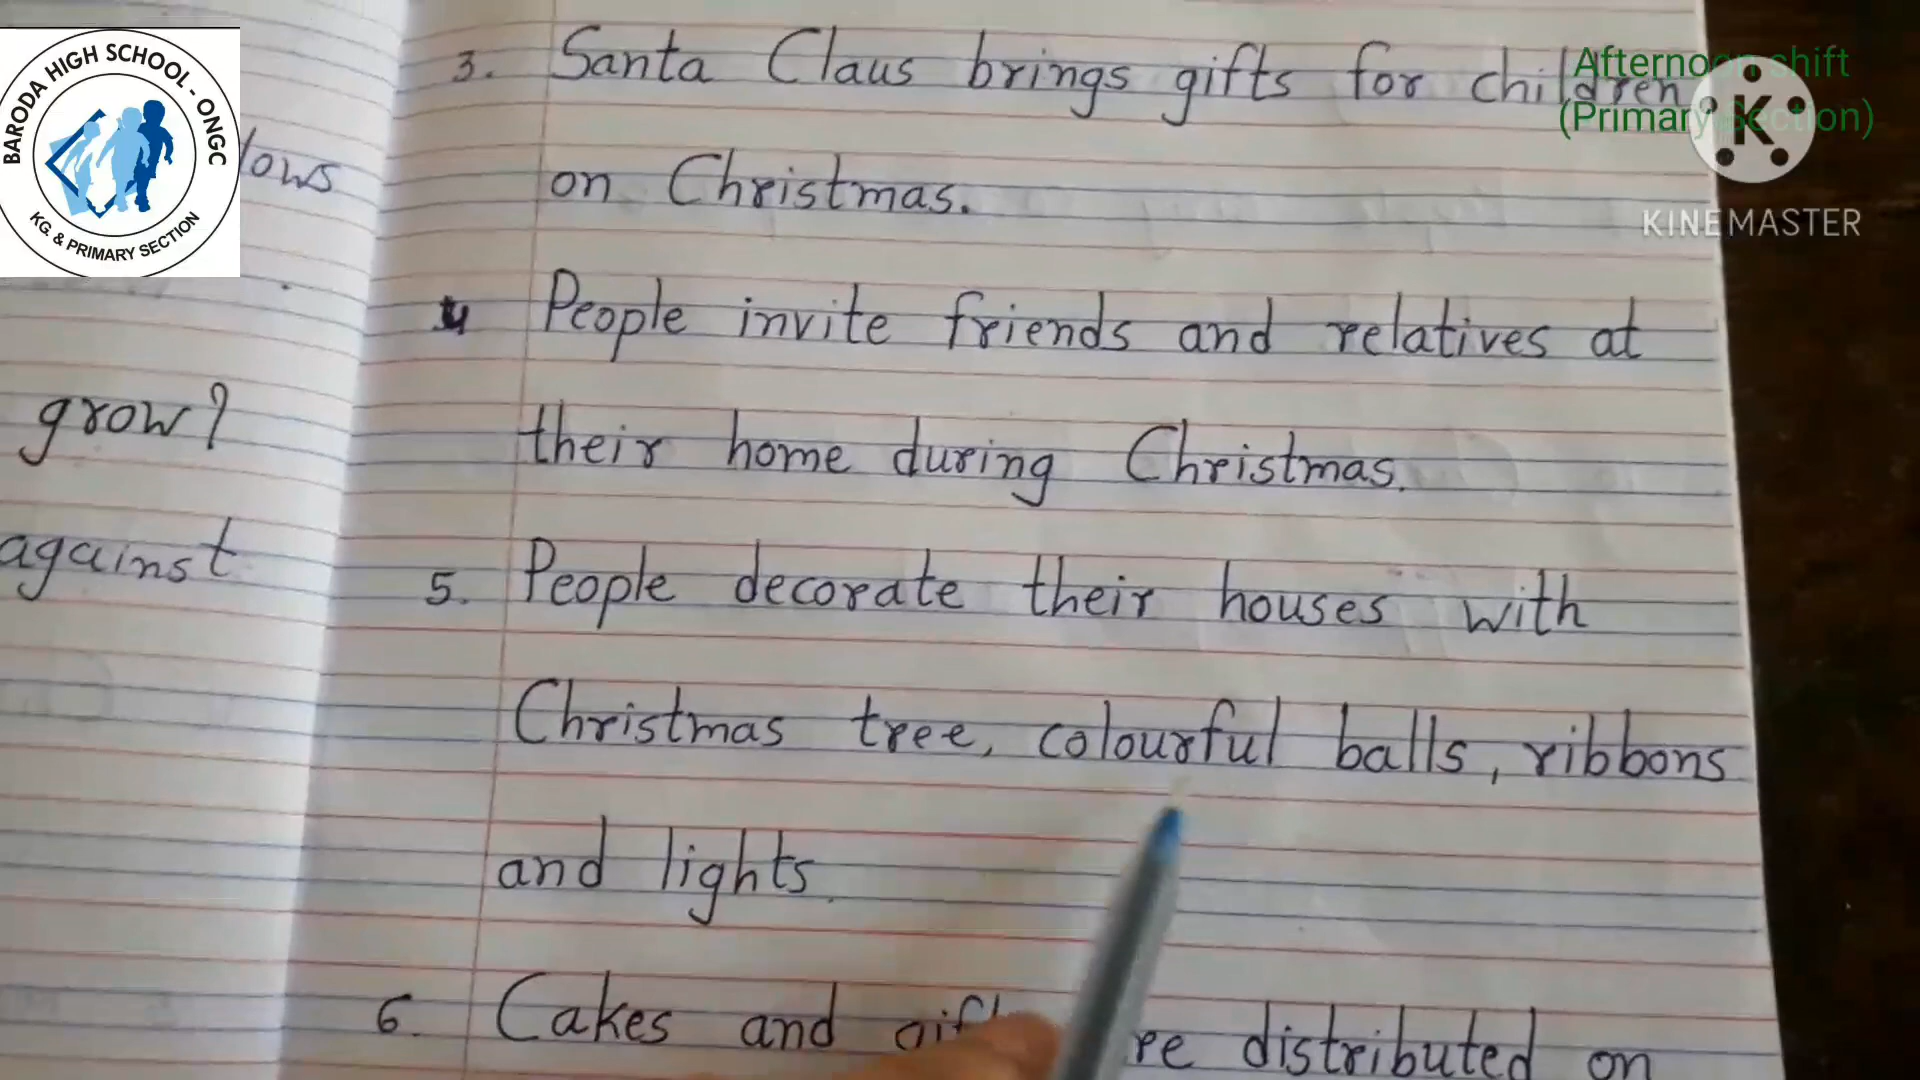 BARODA HIGH SCHOOL - ONGC
KG. & PRIMARY SECTION
Afternoon shift
(Primary Section)
KINEMASTER
grow?
against
3. Santa Claus brings gifts for children
on Christmas.
4 People invite friends and relatives at
their home during Christmas.
5. People decorate their houses with
Christmas tree, colourful balls, ribbons
and lights.
6. Cakes and distributed on